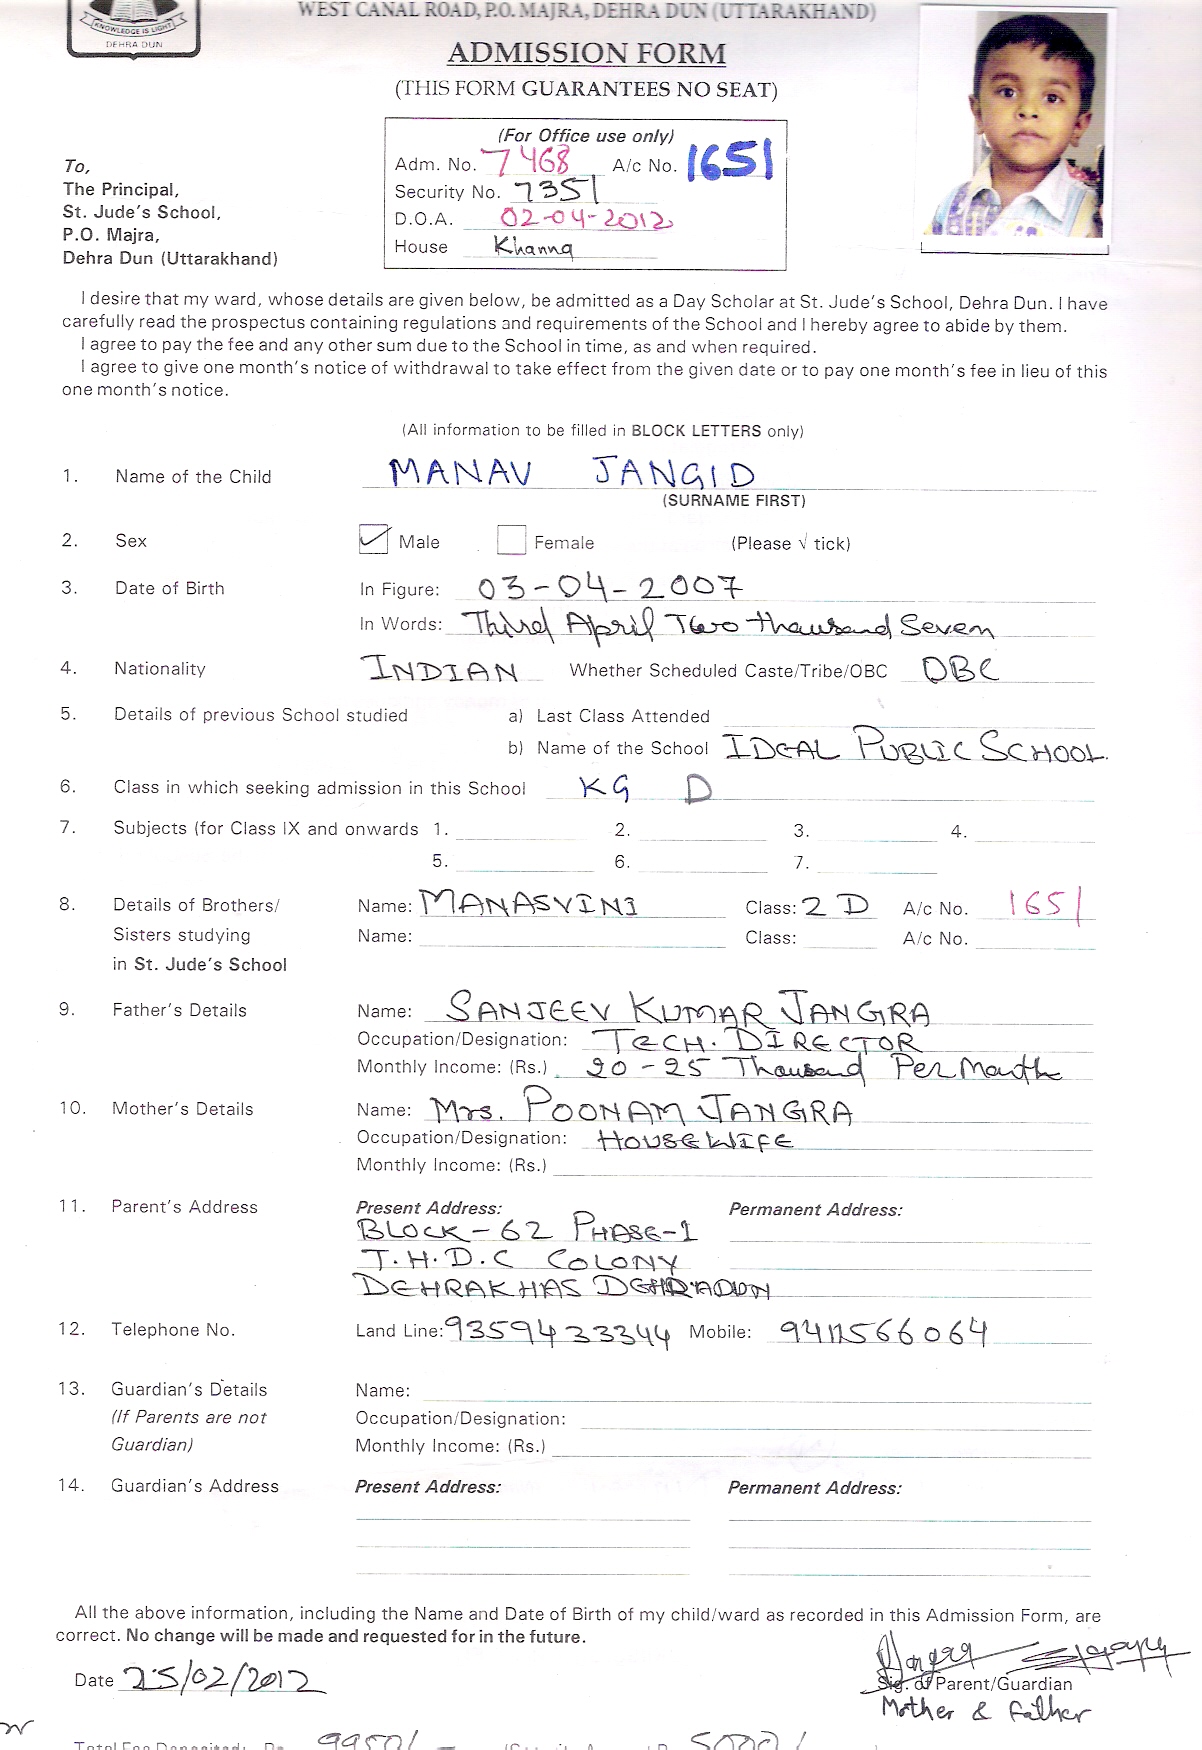 KNOWLEDGE IS LIGHT
DEHRA DUN
WEST CANAL ROAD, P.O. MAJRA, DEHRA DUN (UTTARAKHAND)
ADMISSION FORM
(THIS FORM GUARANTEES NO SEAT)
(For Office use only)
Adm. No. 7468 A/c No. 1651
Security No. 7351
D.O.A. 02-04-2012
House Khanna
To,
The Principal,
St. Jude's School,
P.O. Majra,
Dehra Dun (Uttarakhand)
I desire that my ward, whose details are given below, be admitted as a Day Scholar at St. Jude's School, Dehra Dun. I have
carefully read the prospectus containing regulations and requirements of the School and I hereby agree to abide by them.
I agree to pay the fee and any other sum due to the School in time, as and when required.
I agree to give one month's notice of withdrawal to take effect from the given date or to pay one month's fee in lieu of this
one month's notice.
(All information to be filled in BLOCK LETTERS only)
1. Name of the Child MANAV JANGID
(SURNAME FIRST)
2. Sex Male Female (Please √ tick)
3. Date of Birth In Figure: 03-04-2007
In Words: Third April Two thousand Seven
4. Nationality INDIAN Whether Scheduled Caste/Tribe/OBC OBC
5. Details of previous School studied a) Last Class Attended
b) Name of the School IDEAL PUBLIC SCHOOL.
6. Class in which seeking admission in this School KG D
7. Subjects (for Class IX and onwards 1. 2. 3. 4.
5. 6. 7.
8. Details of Brothers/ Name: MANASVINI Class: 2 D A/c No. 1651
Sisters studying Name: Class: A/c No.
in St. Jude's School
9. Father's Details Name: SANJEEV KUMAR JANGRA
Occupation/Designation: TECH. DIRECTOR
Monthly Income: (Rs.) 20-25 Thousand Per Month
10. Mother's Details Name: Mrs. POONAM JANGRA
Occupation/Designation: HOUSEWIFE
Monthly Income: (Rs.)
11. Parent's Address Present Address: Permanent Address:
BLOCK-62 PHASE-1
T.H.D.C COLONY
DEHRAKHAS DEHRADUN
12. Telephone No. Land Line: 9359433344 Mobile: 9411566064
13. Guardian's Details Name:
(If Parents are not Occupation/Designation:
Guardian) Monthly Income: (Rs.)
14. Guardian's Address Present Address: Permanent Address:
All the above information, including the Name and Date of Birth of my child/ward as recorded in this Admission Form, are
correct. No change will be made and requested for in the future.
Date 25/02/2012
Sig. of Parent/Guardian
Mother & Father
Total Fee Deposited: 9950/-